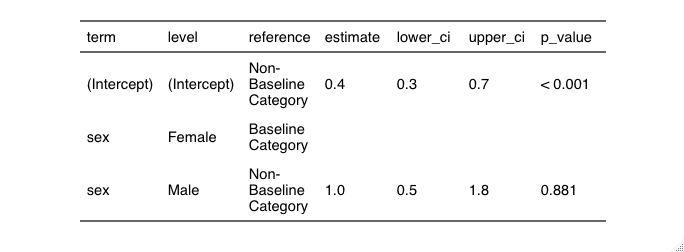 term level reference estimate lower_ci upper_ci p_value
Non-
(Intercept) (Intercept) Baseline 0.4 0.3 0.7 < 0.001
Category
Baseline
sex Female Category
Non-
sex Male Baseline 1.0 0.5 1.8 0.881
Category